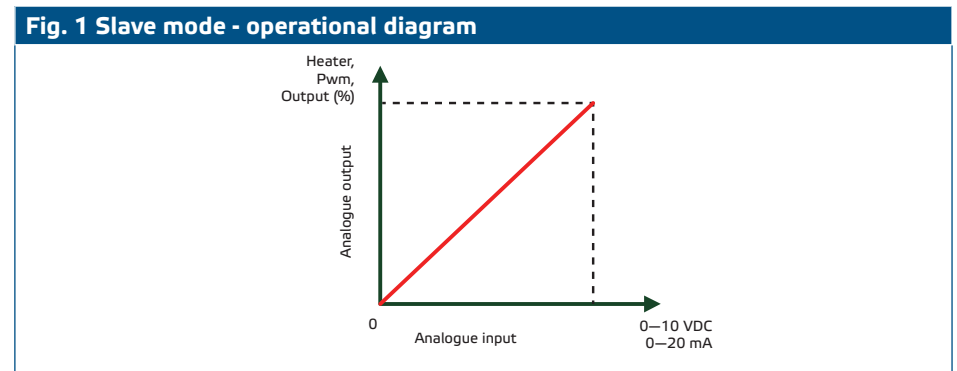 Fig. 1 Slave mode - operational diagram
Heater,
Pwm,
Output (%)
Analogue output
0
Analogue input
0—10 VDC
0—20 mA